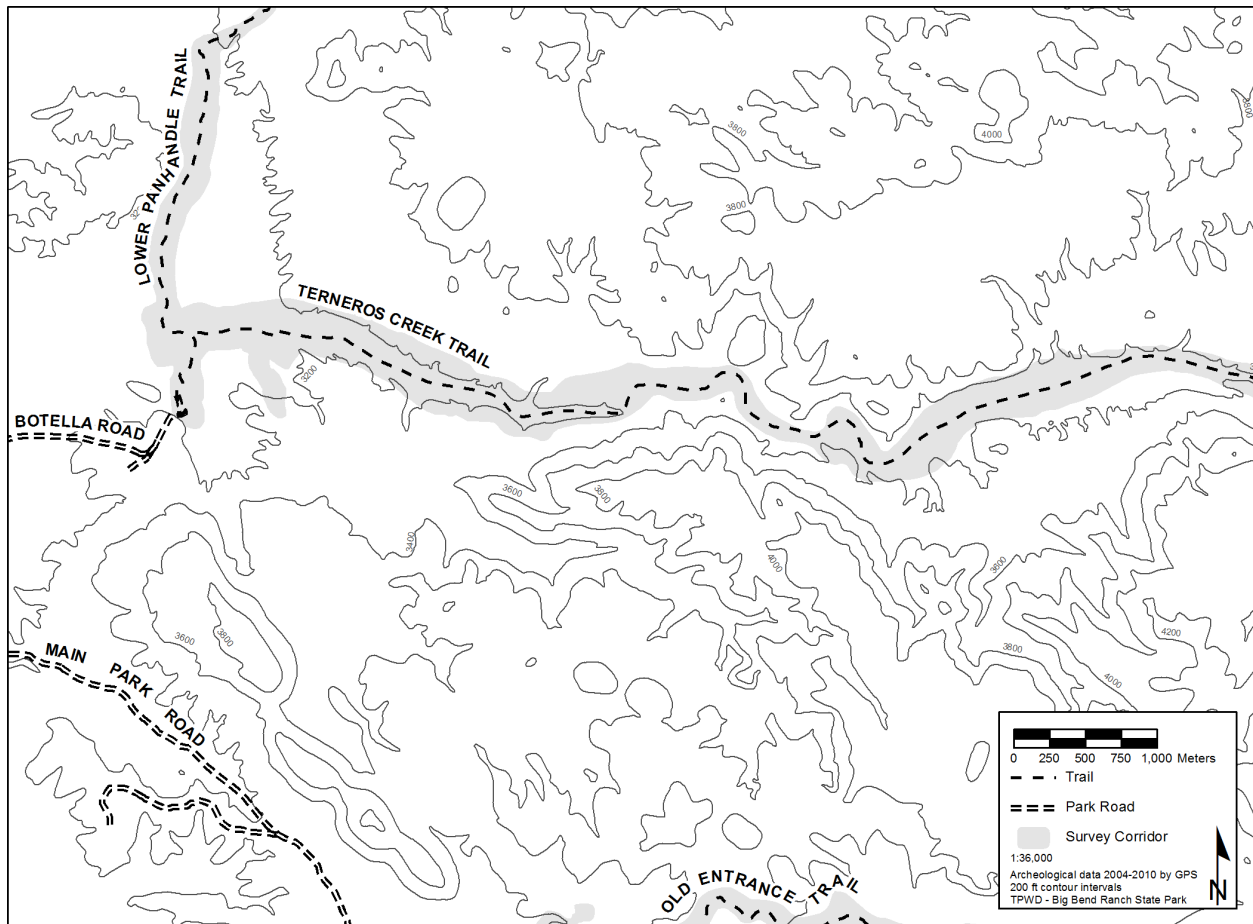 LOWER PANHANDLE TRAIL
3800
4000
3800
3800
TERNEROS CREEK TRAIL
3200
BOTELLA ROAD
3600
3800
3400
4000
3600
3600
3800
MAIN PARK ROAD
3800
4200
4000
OLD ENTRANCE TRAIL
0 250 500 750 1,000 Meters
Trail
Park Road
Survey Corridor
1:36,000
Archeological data 2004-2010 by GPS
200 ft contour intervals
TPWD - Big Bend Ranch State Park
N